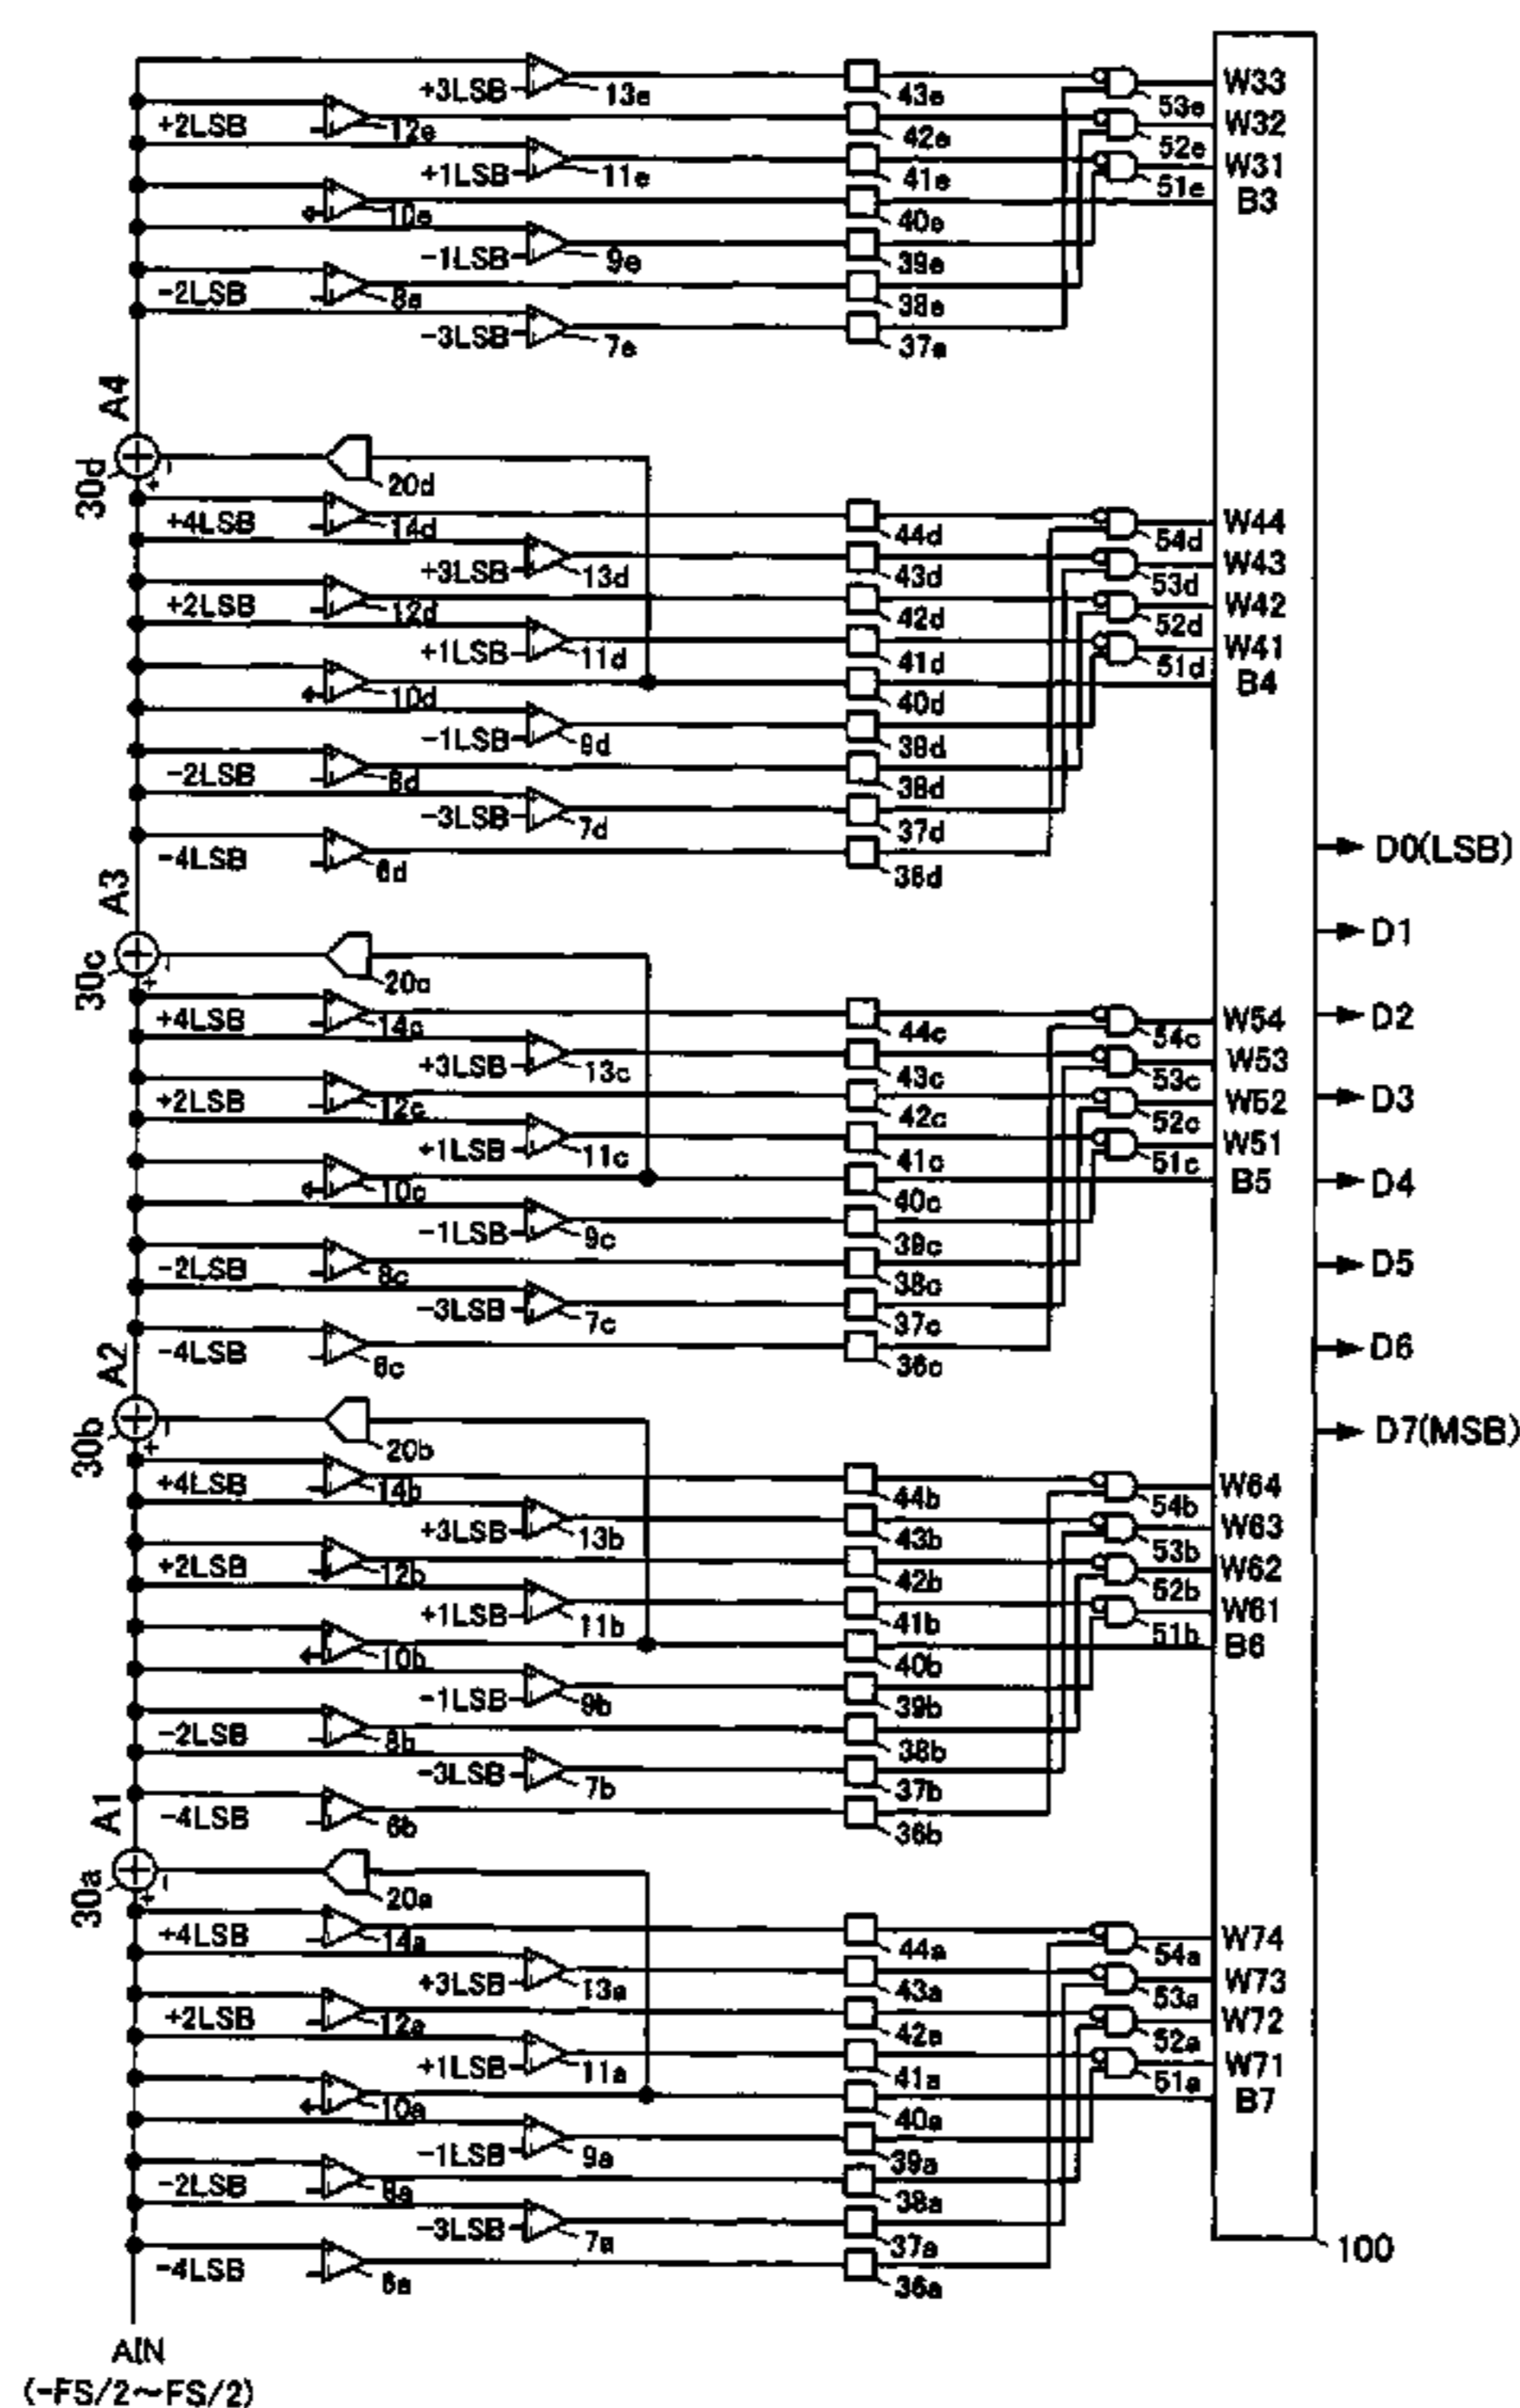 +3LSB 13e 43e 53e W33
+2LSB 12e 42e 52e W32
+1LSB 11e 41e 51e W31
10e 40e B3
-1LSB 9e 39e
-2LSB 8e 38e
-3LSB 7e 37e
A4
30d 20d
+4LSB 14d 44d 54d W44
+3LSB 13d 43d 53d W43
+2LSB 12d 42d 52d W42
+1LSB 11d 41d 51d W41
10d 40d B4
-1LSB 9d 39d
-2LSB 8d 38d
-3LSB 7d 37d
-4LSB 6d 36d
A3
30c 20c
+4LSB 14c 44c 54c W54
+3LSB 13c 43c 53c W53
+2LSB 12c 42c 52c W52
+1LSB 11c 41c 51c W51
10c 40c B5
-1LSB 9c 39c
-2LSB 8c 38c
-3LSB 7c 37c
-4LSB 6c 36c
A2
30b 20b
+4LSB 14b 44b 54b W64
+3LSB 13b 43b 53b W63
+2LSB 12b 42b 52b W62
+1LSB 11b 41b 51b W61
10b 40b B6
-1LSB 9b 39b
-2LSB 8b 38b
-3LSB 7b 37b
-4LSB 6b 36b
A1
30a 20a
+4LSB 14a 44a 54a W74
+3LSB 13a 43a 53a W73
+2LSB 12a 42a 52a W72
+1LSB 11a 41a 51a W71
10a 40a B7
-1LSB 9a 39a
-2LSB 8a 38a
-3LSB 7a 37a
-4LSB 6a 36a
100
AIN
(-FS/2～FS/2)
D0(LSB)
D1
D2
D3
D4
D5
D6
D7(MSB)